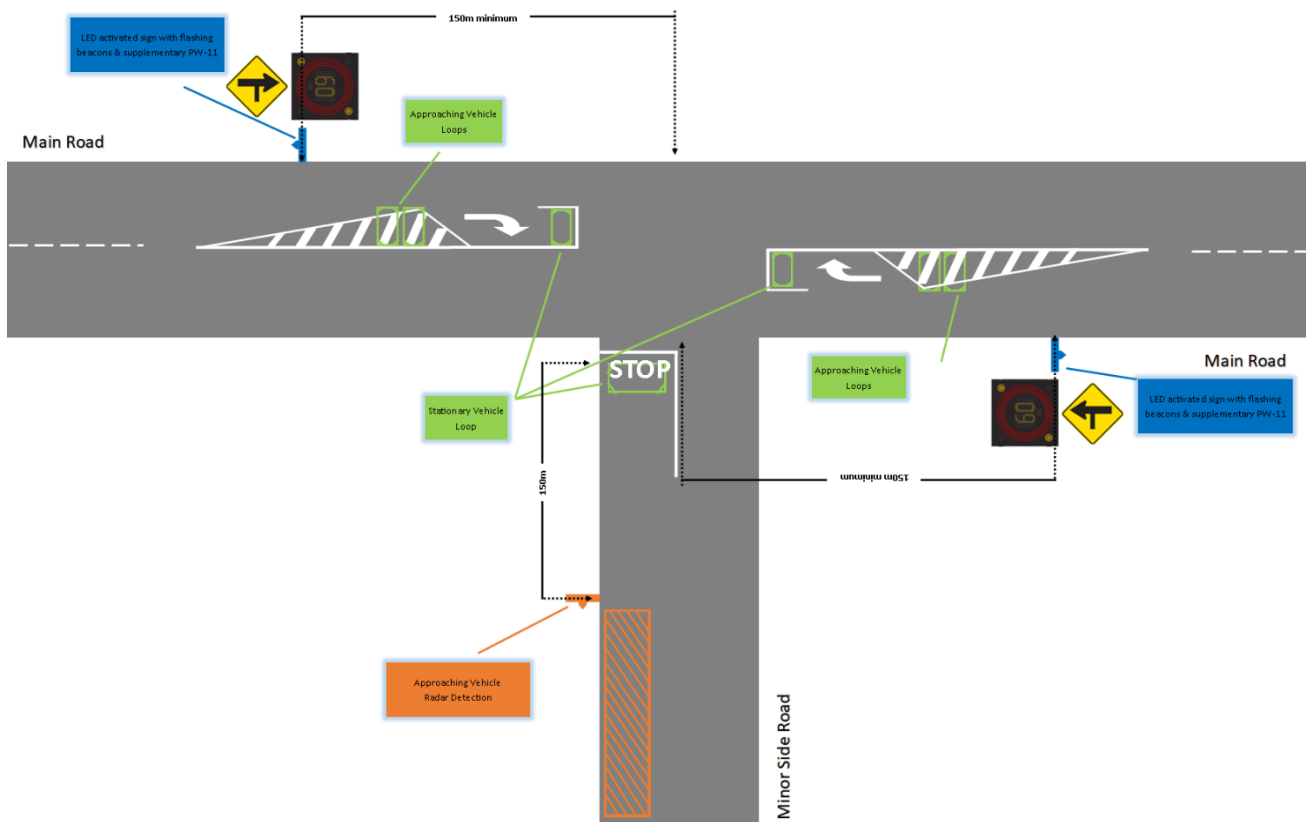 150m minimum
LED activated sign with flashing
beacons & supplementary PW-11
60
Approaching Vehicle
Loops
Main Road
STOP
Approaching Vehicle
Loops
Main Road
Stationary Vehicle
Loop
60
LED activated sign with flashing
beacons & supplementary PW-11
150m
150m minimum
Approaching Vehicle
Radar Detection
Minor Side Road